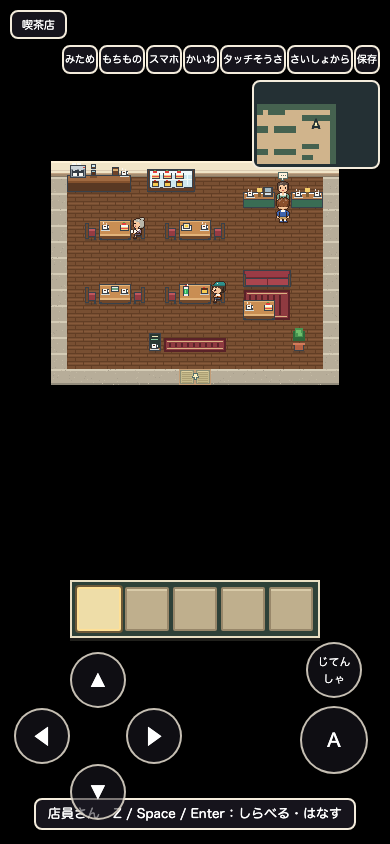 喫茶店
みため もちもの スマホ かいわ タッチそうさ さいしょから 保存
じてん
しゃ
A
店員さん Z / Space / Enter：しらべる・はなす